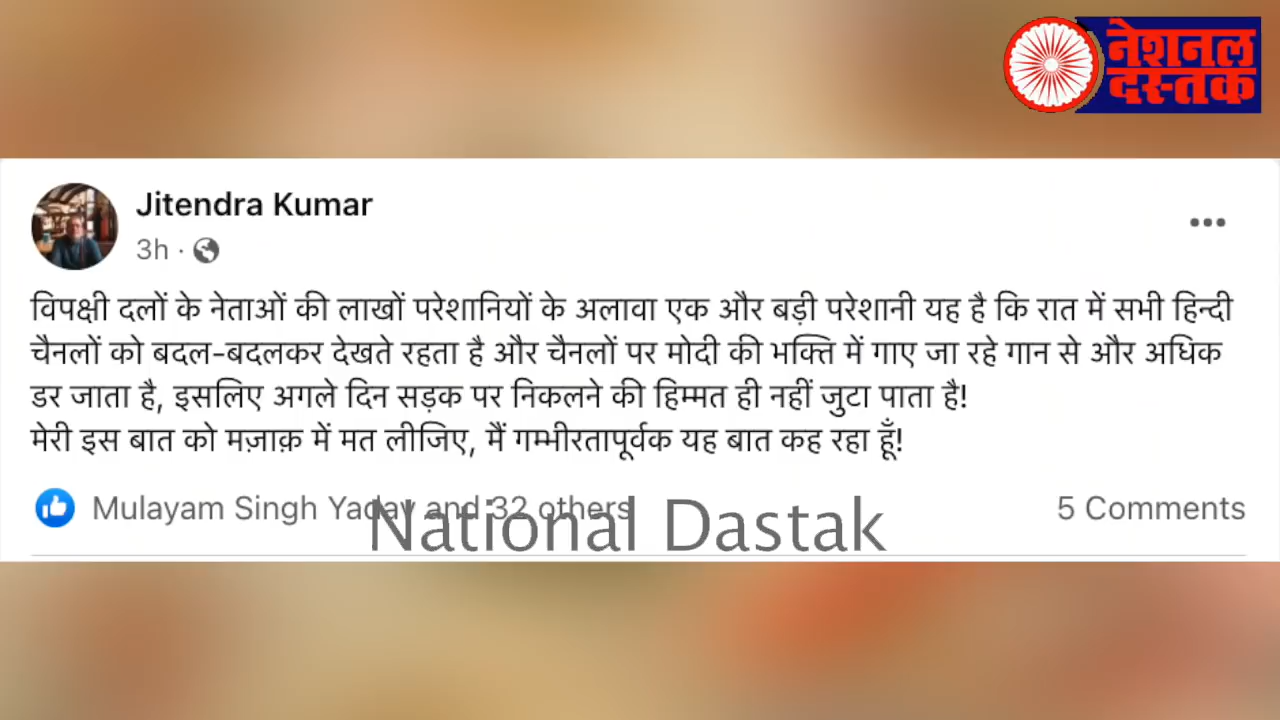 नेशनल
दस्तक
Jitendra Kumar
3h ·
विपक्षी दलों के नेताओं की लाखों परेशानियों के अलावा एक और बड़ी परेशानी यह है कि रात में सभी हिन्दी
चैनलों को बदल-बदलकर देखते रहता है और चैनलों पर मोदी की भक्ति में गाए जा रहे गान से और अधिक
डर जाता है, इसलिए अगले दिन सड़क पर निकलने की हिम्मत ही नहीं जुटा पाता है!
मेरी इस बात को मज़ाक़ में मत लीजिए, मैं गम्भीरतापूर्वक यह बात कह रहा हूँ!
Mulayam Singh Yadav and 32 others
5 Comments
National Dastak